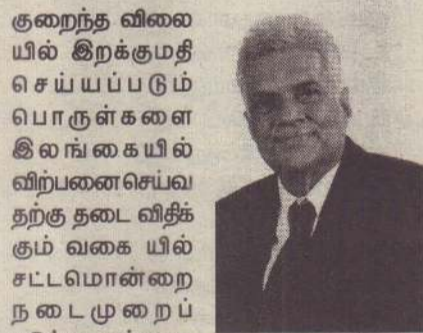 குறைந்த விலை
யில் இறக்குமதி
செய்யப்படும்
பொருள்களை
இலங்கையில்
விற்பனைசெய்வ
தற்கு தடை விதிக்
கும் வகை யில்
சட்டமொன்றை
நடைமுறைப்